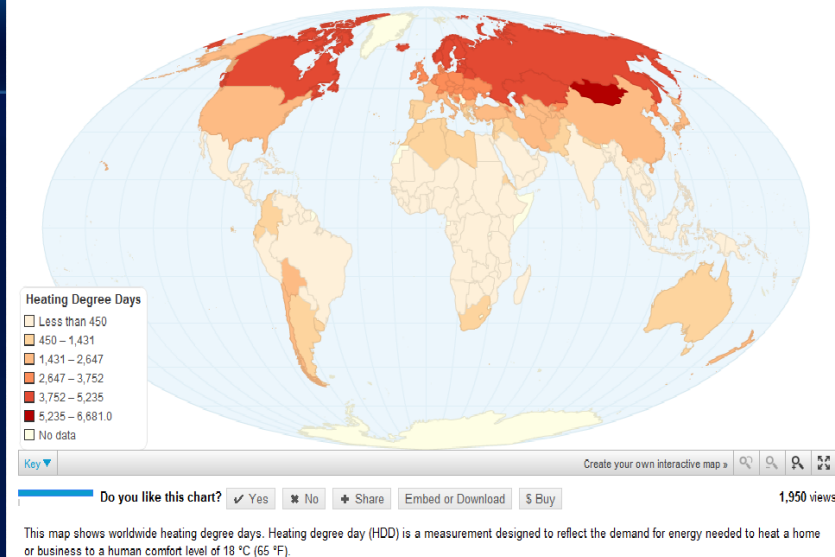 Heating Degree Days
Less than 450
450 – 1,431
1,431 – 2,647
2,647 – 3,752
3,752 – 5,235
5,235 – 6,681.0
No data
Key ▼
Create your own interactive map »
Do you like this chart? ✔ Yes ✖ No ✚ Share Embed or Download $ Buy 1,950 views
This map shows worldwide heating degree days. Heating degree day (HDD) is a measurement designed to reflect the demand for energy needed to heat a home
or business to a human comfort level of 18 °C (65 °F).